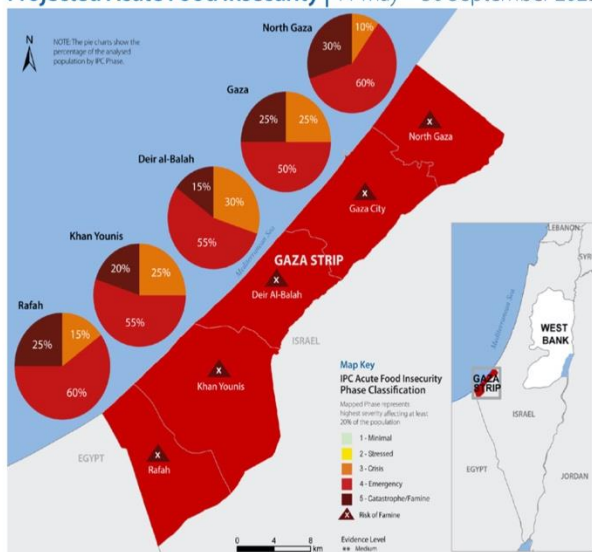 Projected Acute Food Insecurity | 11 May - 30 September 202
N
NOTE: The pie charts show the
percentage of the analysed
population by IPC Phase.
North Gaza
10%
30%
60%
Gaza
25%
25%
50%
Deir al-Balah
15%
30%
55%
Khan Younis
20%
25%
55%
Rafah
25%
15%
60%
North Gaza
Gaza City
Mediterranean Sea
GAZA STRIP
Deir Al-Balah
ISRAEL
Khan Younis
Rafah
EGYPT
Map Key
IPC Acute Food Insecurity
Phase Classification
Mapped Phase represents
highest severity affecting at least
20% of the population
1 - Minimal
2 - Stressed
3 - Crisis
4 - Emergency
5 - Catastrophe/Famine
X Risk of Famine
Evidence Level
** Medium
0 4 8
km
LEBANON
SYR
Mediterranean Sea
WEST
BANK
GAZA
STRIP
ISRAEL
EGYPT
JORDAN